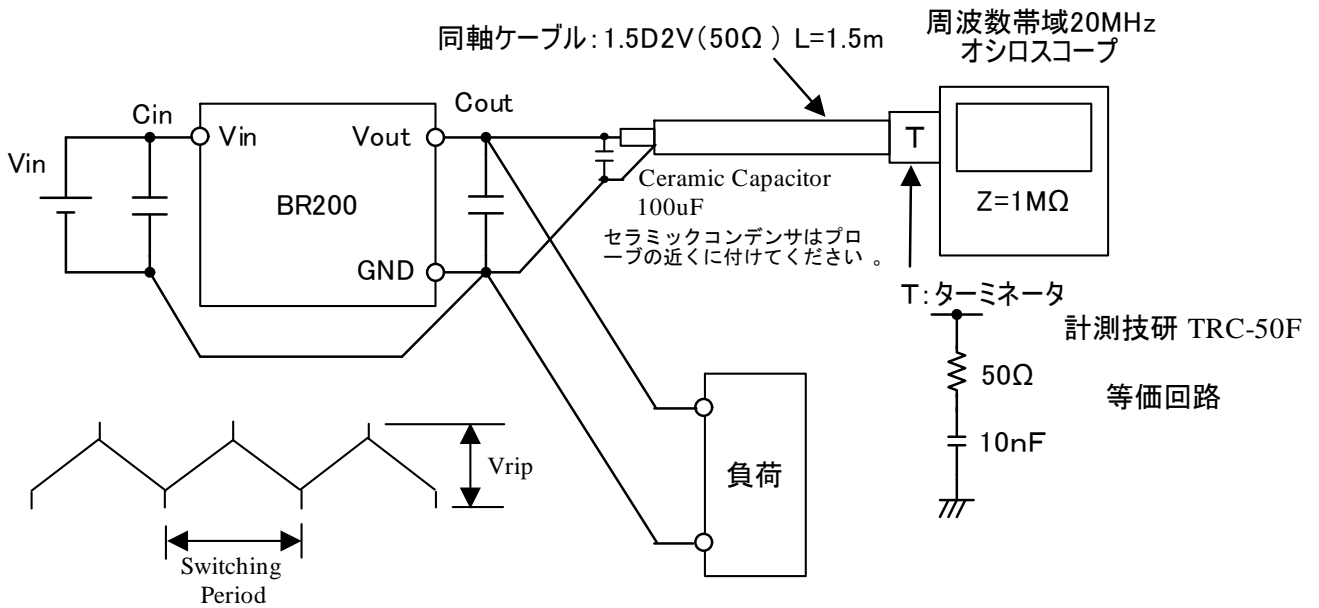 同軸ケーブル：1.5D2V（50Ω ） L=1.5m
周波数帯域20MHz
オシロスコープ
Cin
Cout
Vin
Vin
Vout
BR200
GND
T
Z=1MΩ
Ceramic Capacitor
100uF
セラミックコンデンサはプロ
ーブの近くに付けてください 。
T：ターミネータ
計測技研 TRC-50F
50Ω
等価回路
10nF
負荷
Vrip
Switching
Period